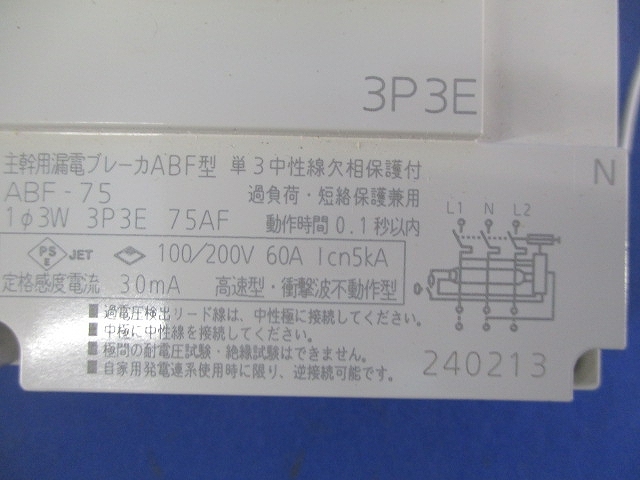 3P3E
主幹用漏電ブレーカABF型 単3中性線欠相保護付
N
ABF-75 過負荷・短絡保護兼用
1φ3W 3P3E 75AF 動作時間0.1秒以内
L1 N L2
PS E JET 100/200V 60A Icn5kA
定格感度電流 30mA 高速型・衝撃波不動作型
■過電圧検出リード線は、中性極に接続してください。
■中極に中性線を接続してください。
■極間の耐電圧試験・絶縁試験はできません。
■自家用発電連系使用時に限り、逆接続可能です。
240213